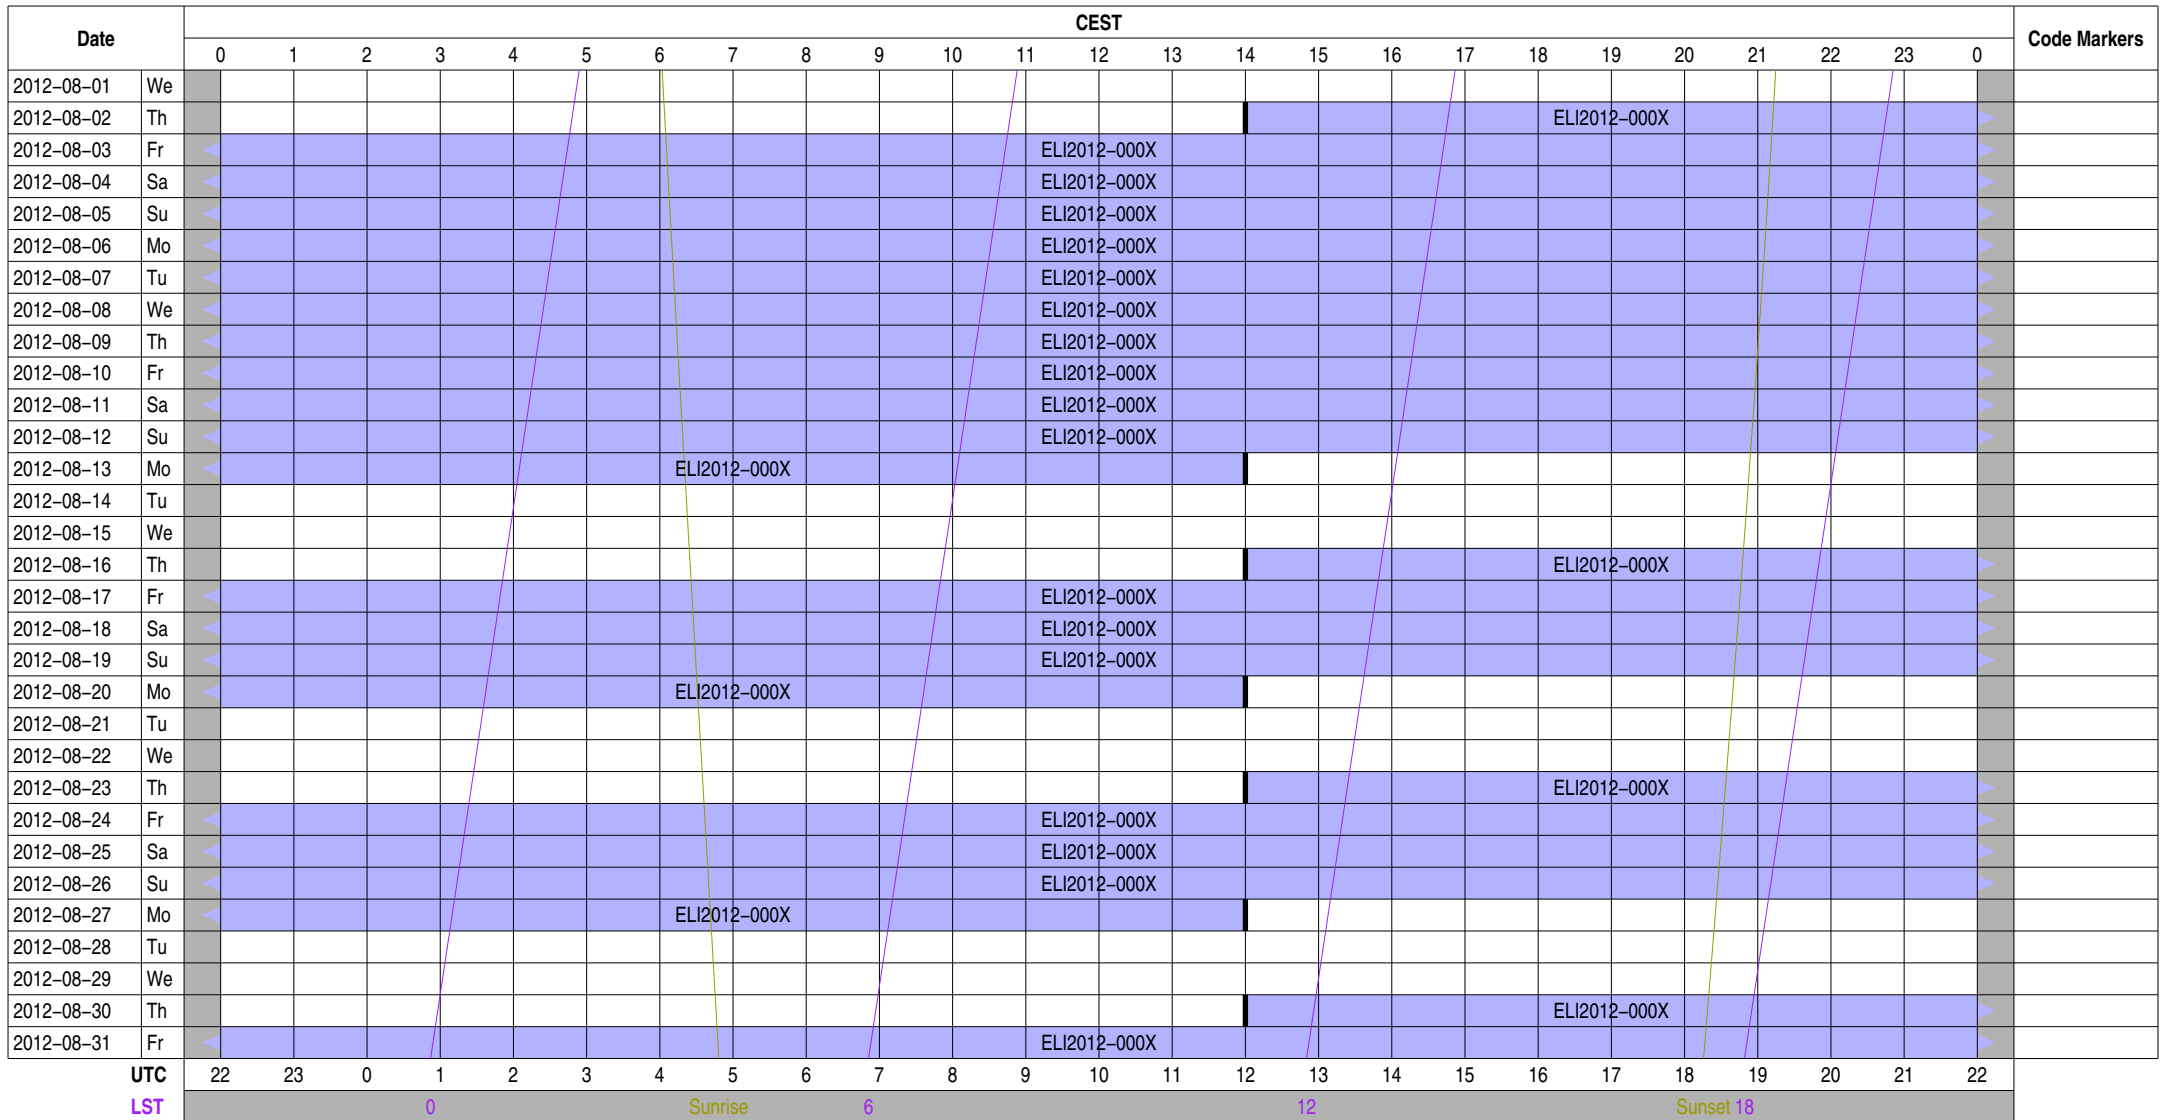 Date CEST Code Markers
0 1 2 3 4 5 6 7 8 9 10 11 12 13 14 15 16 17 18 19 20 21 22 23 0
2012-08-01 We
2012-08-02 Th ELI2012-000X
2012-08-03 Fr ELI2012-000X
2012-08-04 Sa ELI2012-000X
2012-08-05 Su ELI2012-000X
2012-08-06 Mo ELI2012-000X
2012-08-07 Tu ELI2012-000X
2012-08-08 We ELI2012-000X
2012-08-09 Th ELI2012-000X
2012-08-10 Fr ELI2012-000X
2012-08-11 Sa ELI2012-000X
2012-08-12 Su ELI2012-000X
2012-08-13 Mo ELI2012-000X
2012-08-14 Tu
2012-08-15 We
2012-08-16 Th ELI2012-000X
2012-08-17 Fr ELI2012-000X
2012-08-18 Sa ELI2012-000X
2012-08-19 Su ELI2012-000X
2012-08-20 Mo ELI2012-000X
2012-08-21 Tu
2012-08-22 We
2012-08-23 Th ELI2012-000X
2012-08-24 Fr ELI2012-000X
2012-08-25 Sa ELI2012-000X
2012-08-26 Su ELI2012-000X
2012-08-27 Mo ELI2012-000X
2012-08-28 Tu
2012-08-29 We
2012-08-30 Th ELI2012-000X
2012-08-31 Fr ELI2012-000X
UTC 22 23 0 1 2 3 4 5 6 7 8 9 10 11 12 13 14 15 16 17 18 19 20 21 22
LST 0 Sunrise 6 12 Sunset 18